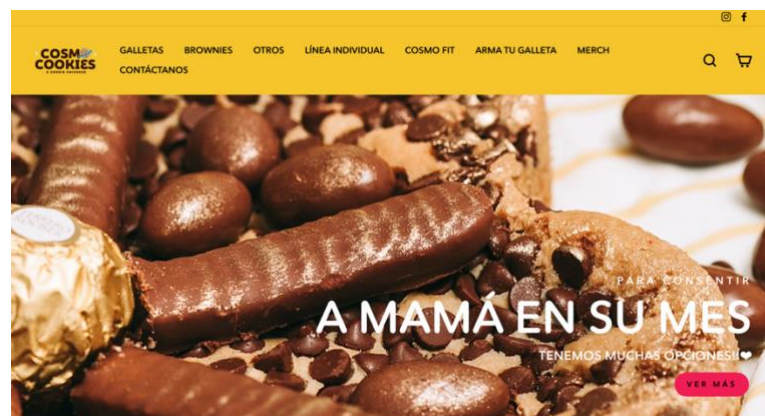 COSMO
COOKIES
GALLETAS BROWNIES OTROS LÍNEA INDIVIDUAL COSMO FIT ARMA TU GALLETA MERCH
CONTÁCTANOS
PARA CONSENTIR
A MAMÁ EN SU MES
TENEMOS MUCHAS OPCIONES!!❤
VER MÁS